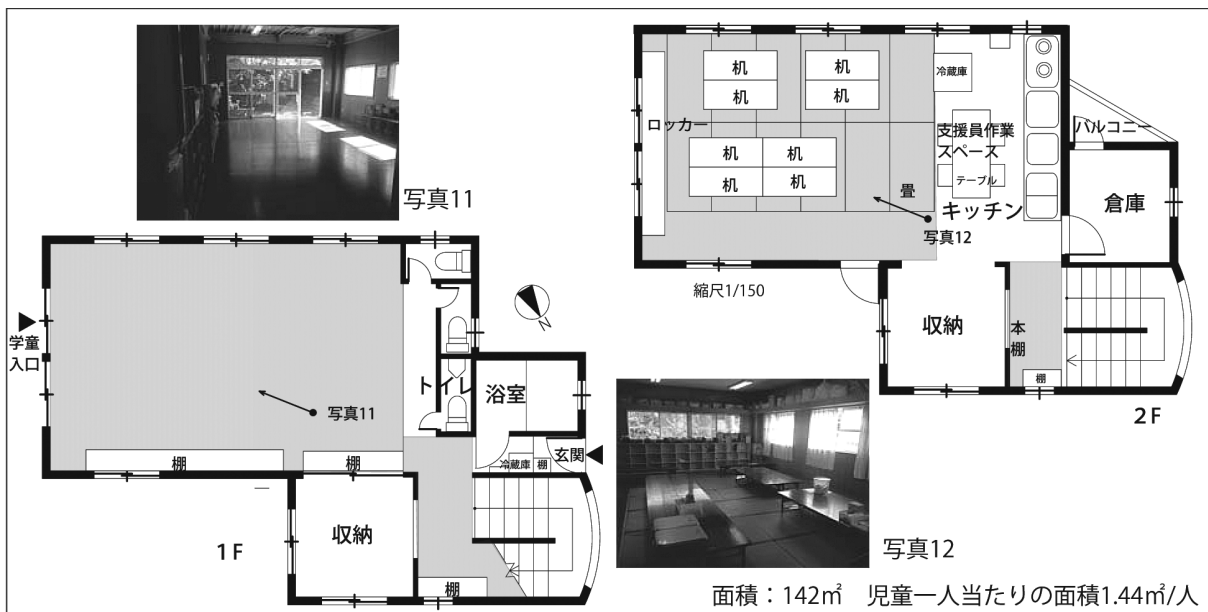 写真11
学童
入口
写真11
トイレ
浴室
玄関
冷蔵庫
棚
棚
棚
収納
棚
1F
N
机
机
机
机
机
机
机
机
ロッカー
冷蔵庫
支援員作業
スペース
テーブル
キッチン
畳
写真12
バルコニー
倉庫
縮尺1/150
収納
本棚
棚
2F
写真12
面積：142㎡ 児童一人当たりの面積1.44㎡/人